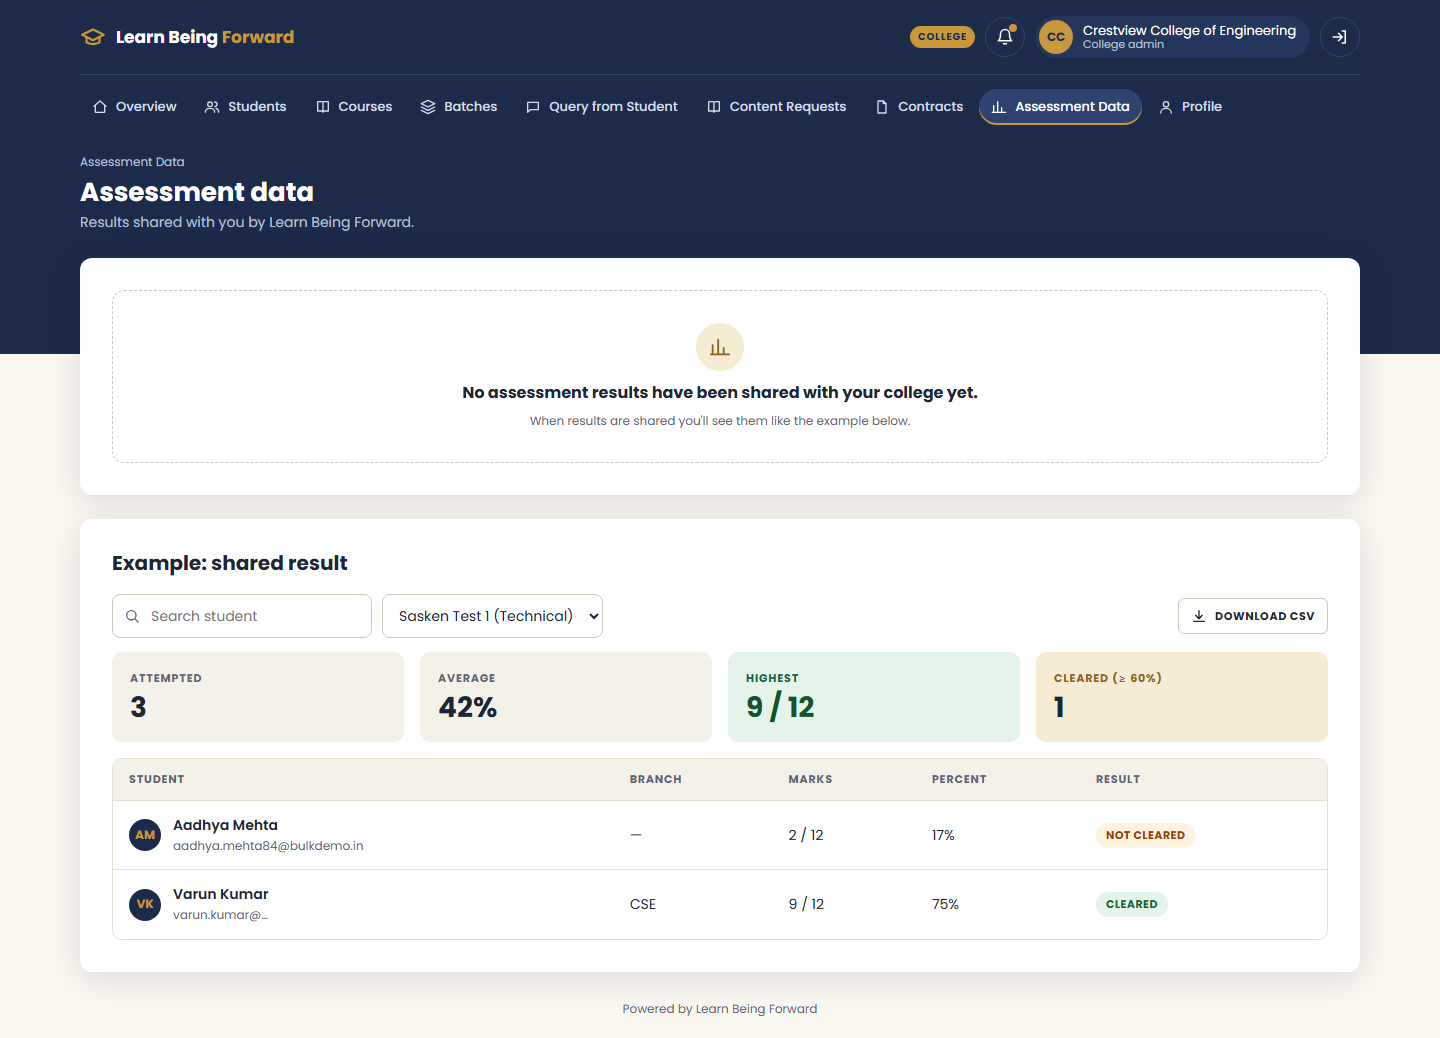 Learn Being Forward
COLLEGE
CC
Crestview College of Engineering
College admin
Overview
Students
Courses
Batches
Query from Student
Content Requests
Contracts
Assessment Data
Profile
Assessment Data
Assessment data
Results shared with you by Learn Being Forward.
No assessment results have been shared with your college yet.
When results are shared you'll see them like the example below.
Example: shared result
Search student
Sasken Test 1 (Technical)
DOWNLOAD CSV
ATTEMPTED
3
AVERAGE
42%
HIGHEST
9 / 12
CLEARED (≥ 60%)
1
STUDENT BRANCH MARKS PERCENT RESULT
AM
Aadhya Mehta
aadhya.mehta84@bulkdemo.in
— 2 / 12 17% NOT CLEARED
VK
Varun Kumar
varun.kumar@…
CSE 9 / 12 75% CLEARED
Powered by Learn Being Forward